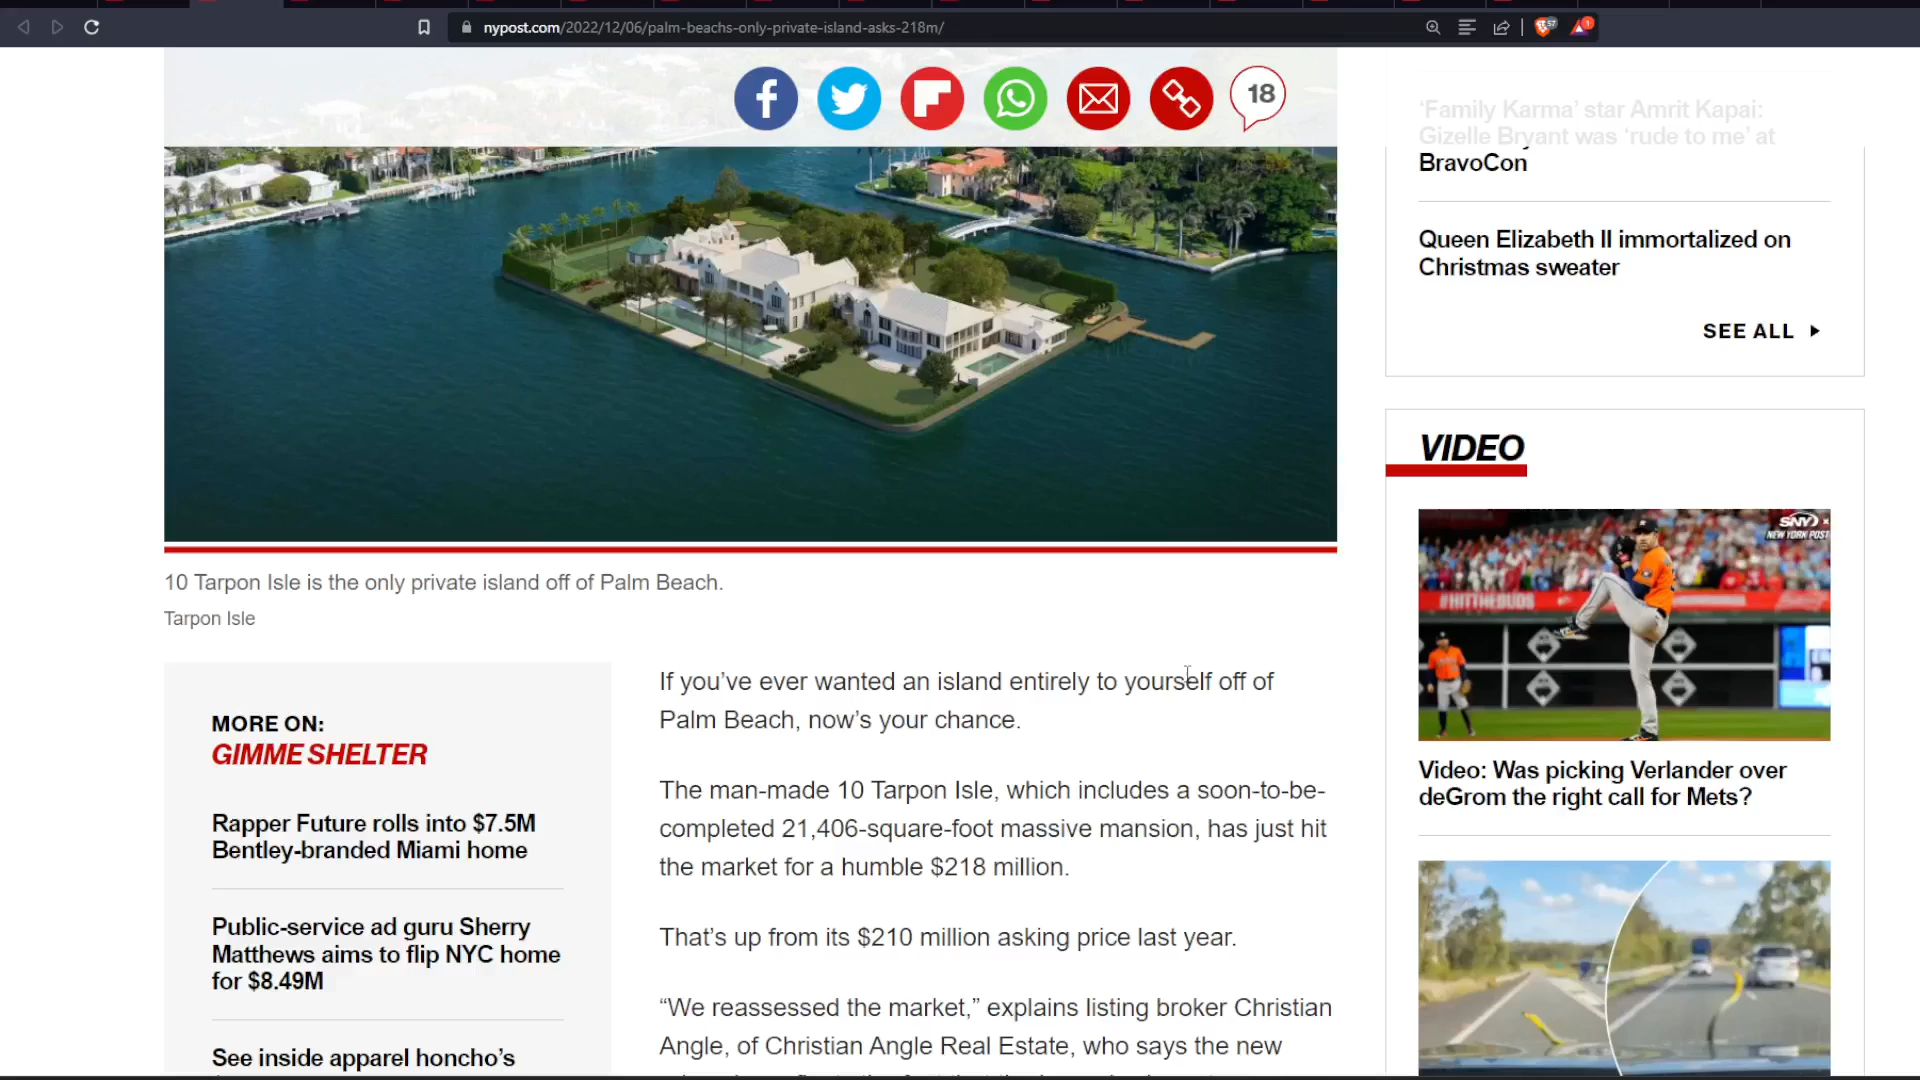 nypost.com/2022/12/06/palm-beachs-only-private-island-asks-218m/
57
1
18
‘Family Karma’ star Amrit Kapai:
Gizelle Bryant was ‘rude to me’ at
BravoCon
Queen Elizabeth II immortalized on
Christmas sweater
SEE ALL
VIDEO
SNY
NEW YORK POST
#HITTHEBUDS
Video: Was picking Verlander over
deGrom the right call for Mets?
10 Tarpon Isle is the only private island off of Palm Beach.
Tarpon Isle
MORE ON:
GIMME SHELTER
Rapper Future rolls into $7.5M
Bentley-branded Miami home
Public-service ad guru Sherry
Matthews aims to flip NYC home
for $8.49M
See inside apparel honcho’s
If you’ve ever wanted an island entirely to yourself off of
Palm Beach, now’s your chance.
The man-made 10 Tarpon Isle, which includes a soon-to-be-
completed 21,406-square-foot massive mansion, has just hit
the market for a humble $218 million.
That’s up from its $210 million asking price last year.
“We reassessed the market,” explains listing broker Christian
Angle, of Christian Angle Real Estate, who says the new